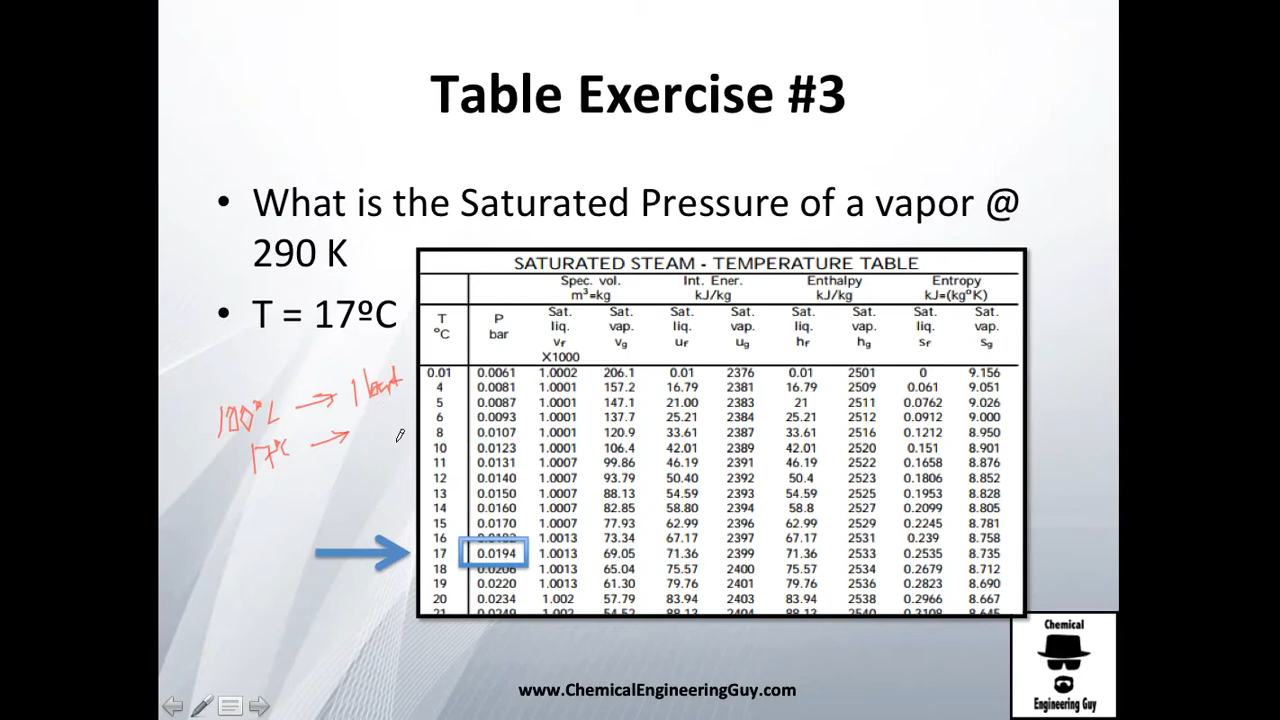 Table Exercise #3
• What is the Saturated Pressure of a vapor @
290 K
• T = 17ºC
100°C → 1
17°C →
SATURATED STEAM - TEMPERATURE TABLE
Spec. vol. Int. Ener. Enthalpy Entropy
m³=kg kJ/kg kJ/kg kJ=(kgºK)
Sat. Sat. Sat. Sat. Sat. Sat. Sat. Sat.
T P liq. vap. liq. vap. liq. vap. liq. vap.
ºC bar vf vg uf ug hf hg sf sg
X1000
0.01 0.0061 1.0002 206.1 0.01 2376 0.01 2501 0 9.156
4 0.0081 1.0001 157.2 16.79 2381 16.79 2509 0.061 9.051
5 0.0087 1.0001 147.1 21.00 2383 21 2511 0.0762 9.026
6 0.0093 1.0001 137.7 25.21 2384 25.21 2512 0.0912 9.000
8 0.0107 1.0001 120.9 33.61 2387 33.61 2516 0.1212 8.950
10 0.0123 1.0001 106.4 42.01 2389 42.01 2520 0.151 8.901
11 0.0131 1.0007 99.86 46.19 2391 46.19 2522 0.1658 8.876
12 0.0140 1.0007 93.79 50.40 2392 50.4 2523 0.1806 8.852
13 0.0150 1.0007 88.13 54.59 2393 54.59 2525 0.1953 8.828
14 0.0160 1.0007 82.85 58.80 2394 58.8 2527 0.2099 8.805
15 0.0170 1.0007 77.93 62.99 2396 62.99 2529 0.2245 8.781
16 0.0182 1.0013 73.34 67.17 2397 67.17 2531 0.239 8.758
17 0.0194 1.0013 69.05 71.36 2399 71.36 2533 0.2535 8.735
18 0.0206 1.0013 65.04 75.57 2400 75.57 2534 0.2679 8.712
19 0.0220 1.0013 61.30 79.76 2401 79.76 2536 0.2823 8.690
20 0.0234 1.002 57.79 83.94 2403 83.94 2538 0.2966 8.667
21 0.0249 1.002 54.52 88.13 2404 88.13 2540 0.3108 8.645
Chemical
Engineering Guy
www.ChemicalEngineeringGuy.com